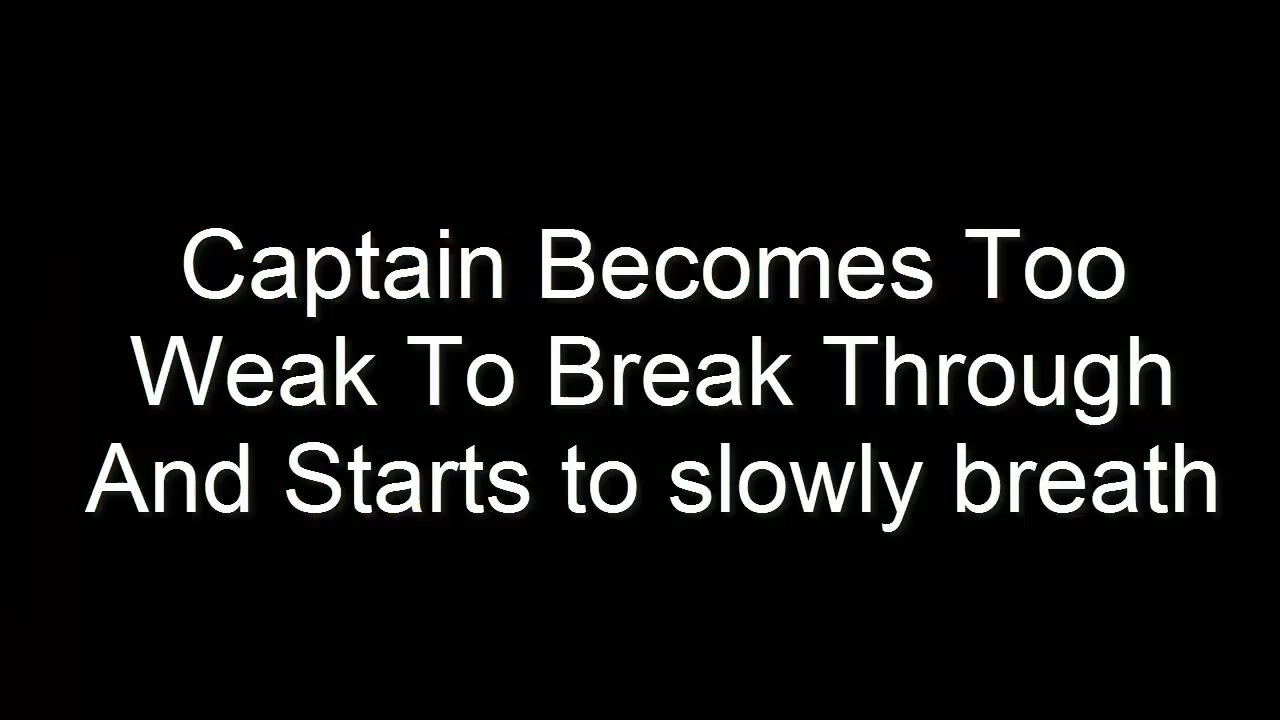 Captain Becomes Too
Weak To Break Through
And Starts to slowly breath